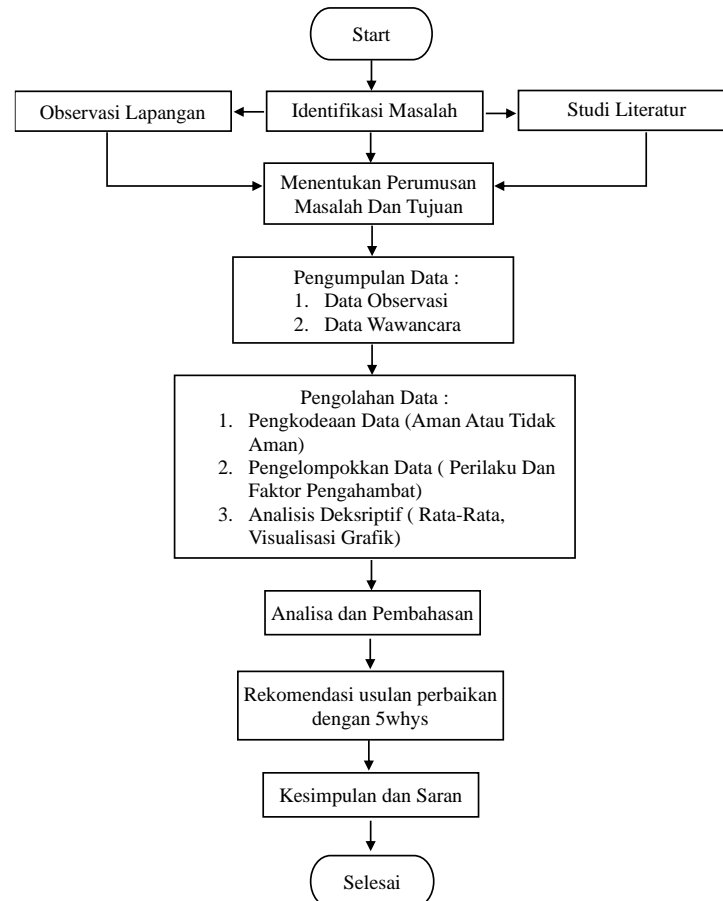 Start
Observasi Lapangan
Identifikasi Masalah
Studi Literatur
Menentukan Perumusan
Masalah Dan Tujuan
Pengumpulan Data :
1. Data Observasi
2. Data Wawancara
Pengolahan Data :
1. Pengkodeaan Data (Aman Atau Tidak
Aman)
2. Pengelompokkan Data ( Perilaku Dan
Faktor Pengahambat)
3. Analisis Deksriptif ( Rata-Rata,
Visualisasi Grafik)
Analisa dan Pembahasan
Rekomendasi usulan perbaikan
dengan 5whys
Kesimpulan dan Saran
Selesai